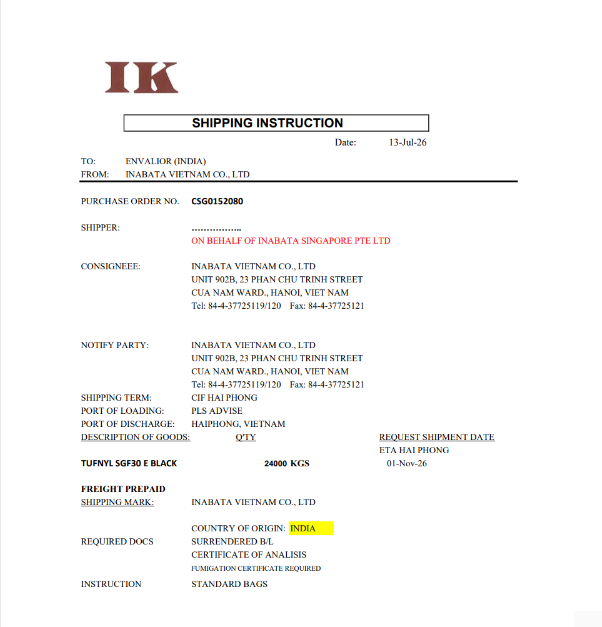 IK
SHIPPING INSTRUCTION
Date: 13-Jul-26
TO: ENVALIOR (INDIA)
FROM: INABATA VIETNAM CO., LTD
PURCHASE ORDER NO. CSG0152080
SHIPPER: ................
ON BEHALF OF INABATA SINGAPORE PTE LTD
CONSIGNEEE: INABATA VIETNAM CO., LTD
UNIT 902B, 23 PHAN CHU TRINH STREET
CUA NAM WARD., HANOI, VIET NAM
Tel: 84-4-37725119/120 Fax: 84-4-37725121
NOTIFY PARTY: INABATA VIETNAM CO., LTD
UNIT 902B, 23 PHAN CHU TRINH STREET
CUA NAM WARD., HANOI, VIET NAM
Tel: 84-4-37725119/120 Fax: 84-4-37725121
SHIPPING TERM: CIF HAI PHONG
PORT OF LOADING: PLS ADVISE
PORT OF DISCHARGE: HAIPHONG, VIETNAM
DESCRIPTION OF GOODS: Q'TY REQUEST SHIPMENT DATE
ETA HAI PHONG
TUFNYL SGF30 E BLACK 24000 KGS 01-Nov-26
FREIGHT PREPAID
SHIPPING MARK: INABATA VIETNAM CO., LTD
COUNTRY OF ORIGIN: INDIA
REQUIRED DOCS SURRENDERED B/L
CERTIFICATE OF ANALISIS
FUMIGATION CERTIFICATE REQUIRED
INSTRUCTION STANDARD BAGS